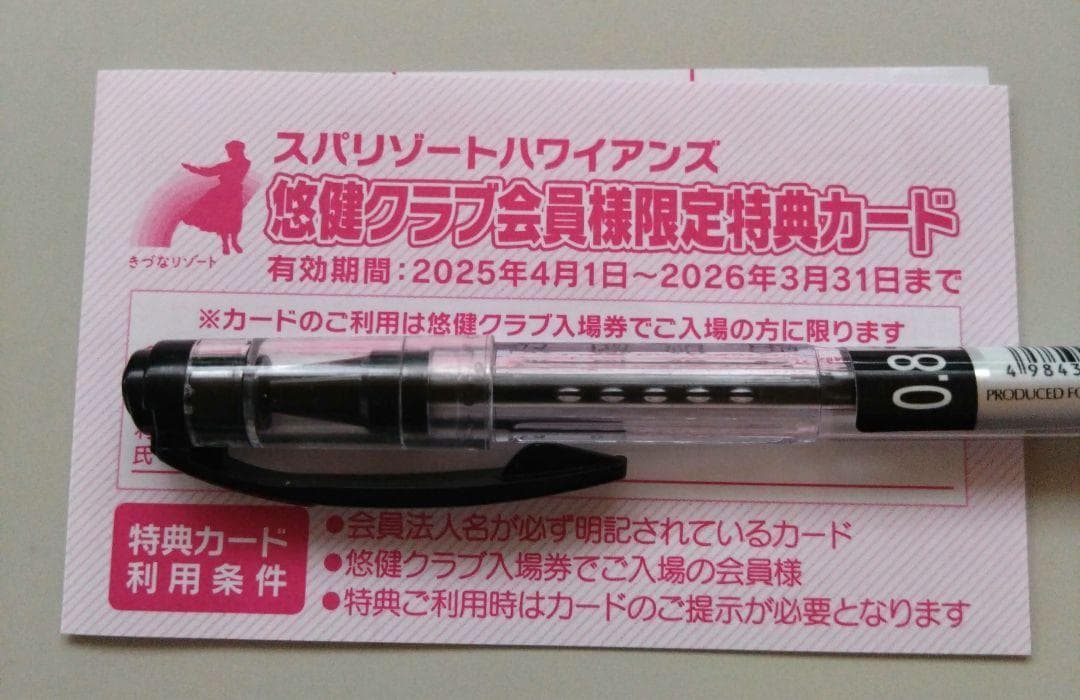 スパリゾートハワイアンズ
悠健クラブ会員様限定特典カード
きづなリゾート
有効期間：2025年4月1日～2026年3月31日まで
※カードのご利用は悠健クラブ入場券でご入場の方に限ります
0.8
4 9843
PRODUCED FO
氏
特典カード
利用条件
●会員法人名が必ず明記されているカード
●悠健クラブ入場券でご入場の会員様
●特典ご利用時はカードのご提示が必要となります